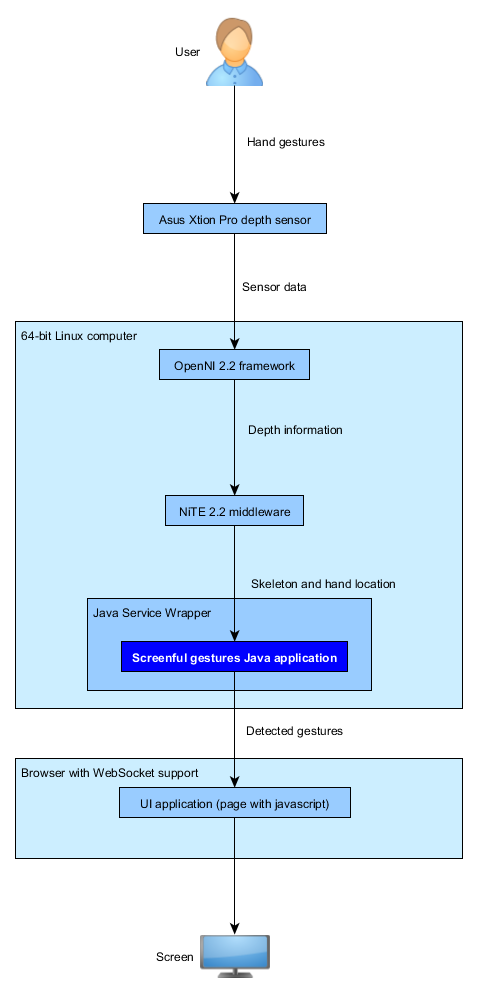 User
Hand gestures
Asus Xtion Pro depth sensor
Sensor data
64-bit Linux computer
OpenNI 2.2 framework
Depth information
NiTE 2.2 middleware
Skeleton and hand location
Java Service Wrapper
Screenful gestures Java application
Detected gestures
Browser with WebSocket support
UI application (page with javascript)
Screen